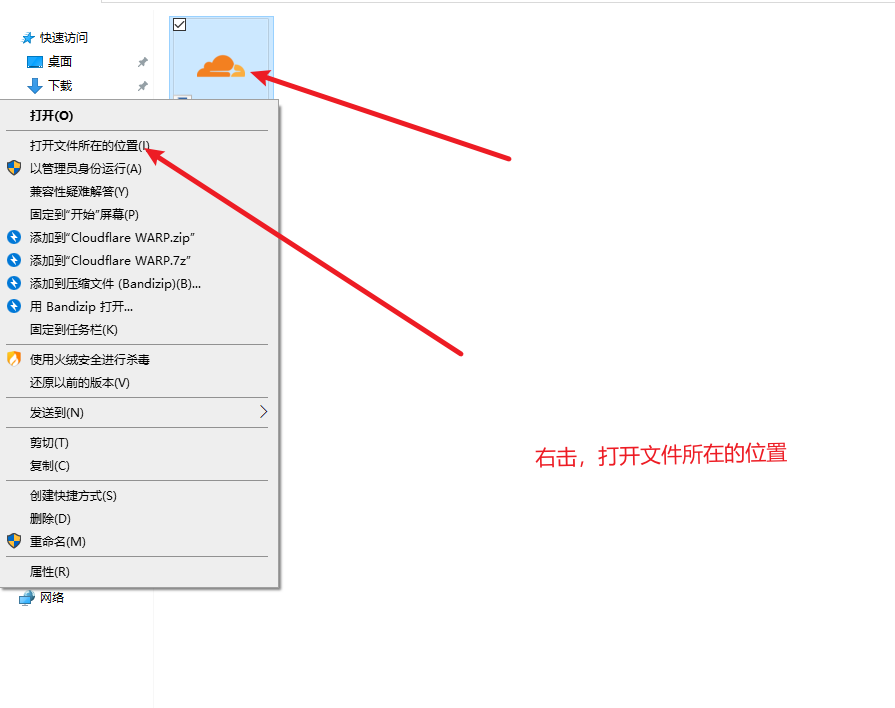 快速访问
桌面
下载
打开(O)
打开文件所在的位置(I)
以管理员身份运行(A)
兼容性疑难解答(Y)
固定到"开始"屏幕(P)
添加到"Cloudflare WARP.zip"
添加到"Cloudflare WARP.7z"
添加到压缩文件 (Bandizip)(B)...
用 Bandizip 打开...
固定到任务栏(K)
使用火绒安全进行杀毒
还原以前的版本(V)
发送到(N)
剪切(T)
右击，打开文件所在的位置
复制(C)
创建快捷方式(S)
删除(D)
重命名(M)
属性(R)
网络